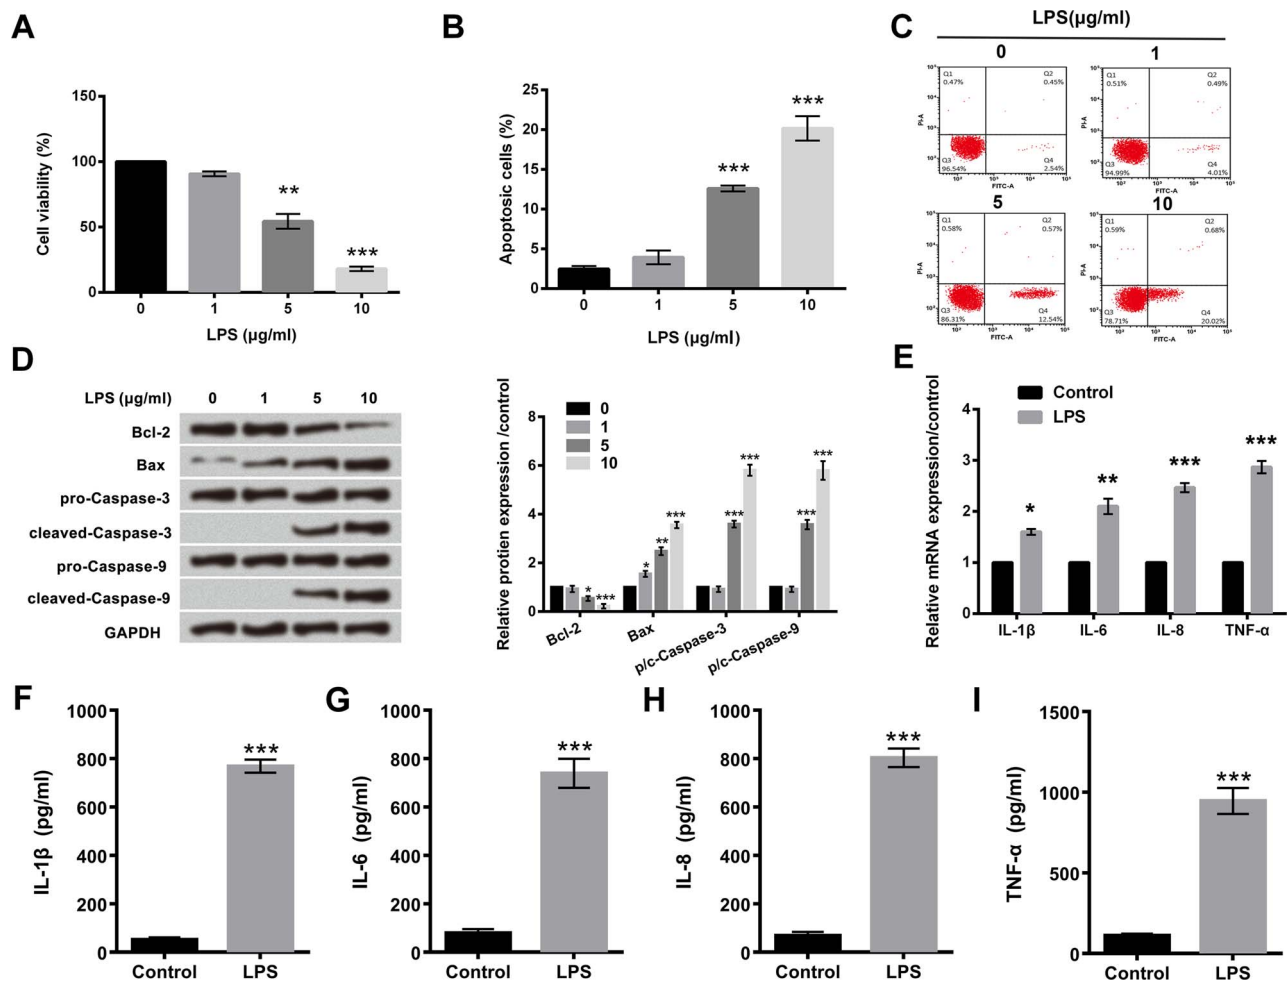 A
Cell viability (%)
150
100
50
0
**
***
0 1 5 10
LPS (μg/ml)
B
Apoptosic cells (%)
25
20
15
10
5
0
***
***
0 1 5 10
LPS (μg/ml)
C
LPS(μg/ml)
0 1
Q1 0.47%
Q2 0.45%
Q3 96.54%
Q4 2.54%
PI-A
FITC-A
Q1 0.51%
Q2 0.49%
Q3 94.99%
Q4 4.01%
PI-A
FITC-A
5 10
Q1 0.58%
Q2 0.57%
Q3 86.31%
Q4 12.54%
PI-A
FITC-A
Q1 0.59%
Q2 0.68%
Q3 78.71%
Q4 20.02%
PI-A
FITC-A
D
LPS (μg/ml) 0 1 5 10
Bcl-2
Bax
pro-Caspase-3
cleaved-Caspase-3
pro-Caspase-9
cleaved-Caspase-9
GAPDH
Relative protien expression /control
8
6
4
2
0
0
1
5
10
* ***
* ** ***
*** ***
*** ***
Bcl-2 Bax p/c-Caspase-3 p/c-Caspase-9
E
Relative mRNA expression/control
4
3
2
1
0
Control
LPS
* ** *** ***
IL-1β IL-6 IL-8 TNF-α
F
IL-1β (pg/ml)
1000
800
600
400
200
0
***
Control LPS
G
IL-6 (pg/ml)
1000
800
600
400
200
0
***
Control LPS
H
IL-8 (pg/ml)
1000
800
600
400
200
0
***
Control LPS
I
TNF-α (pg/ml)
1500
1000
500
0
***
Control LPS